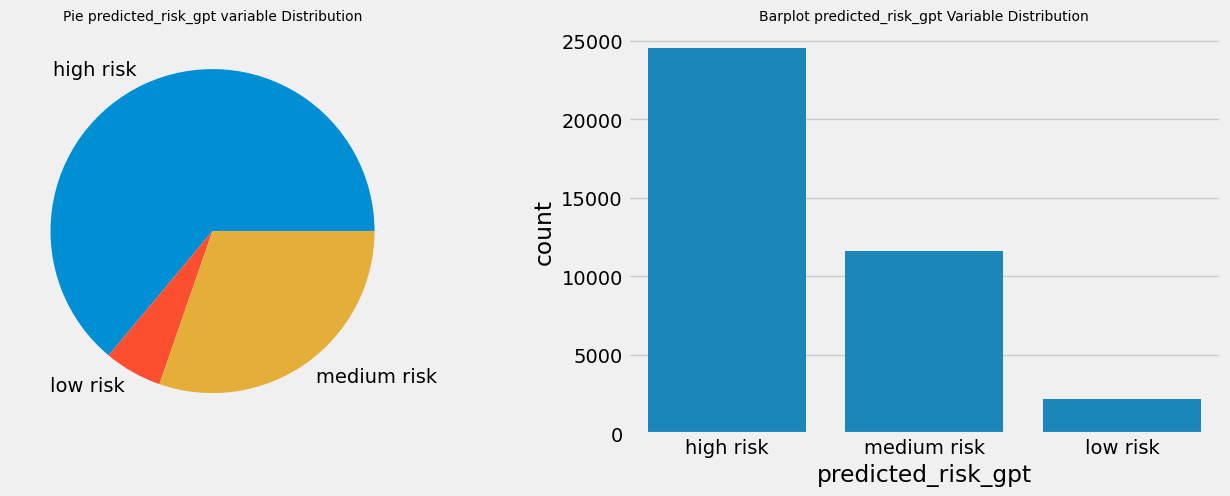 Pie predicted_risk_gpt variable Distribution
high risk
low risk
medium risk
Barplot predicted_risk_gpt Variable Distribution
25000
20000
15000
10000
5000
0
count
high risk
medium risk
low risk
predicted_risk_gpt